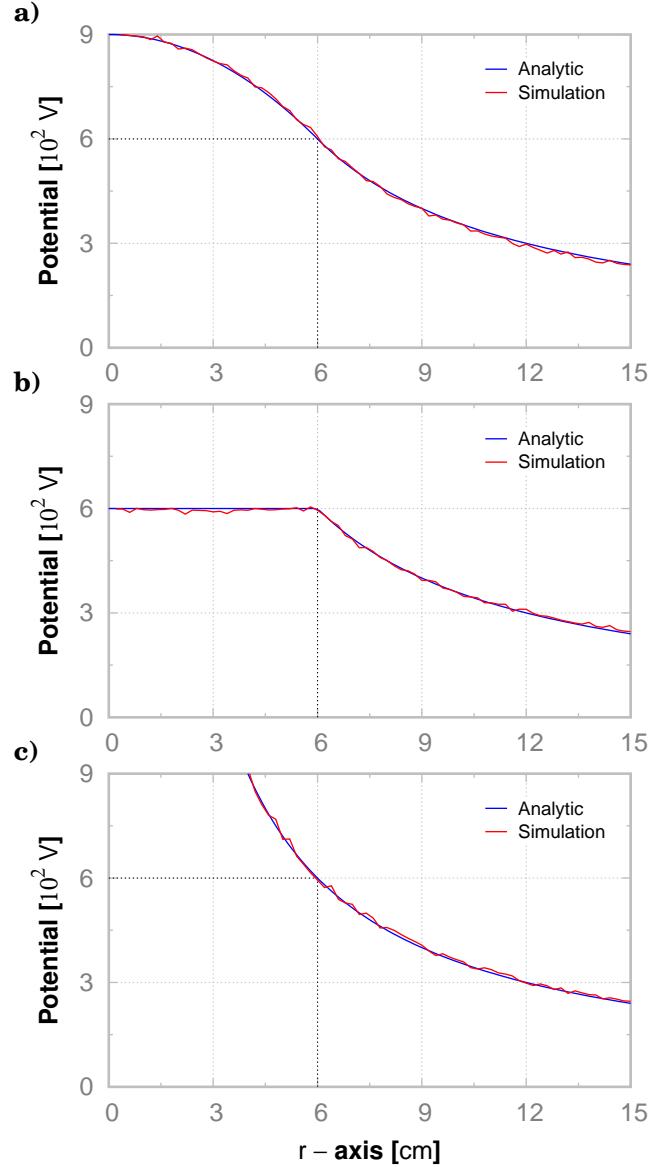 a)
Potential [10² V]
9
6
3
0
0 3 6 9 12 15
Analytic
Simulation
b)
Potential [10² V]
9
6
3
0
0 3 6 9 12 15
Analytic
Simulation
c)
Potential [10² V]
9
6
3
0
0 3 6 9 12 15
Analytic
Simulation
r – axis [cm]